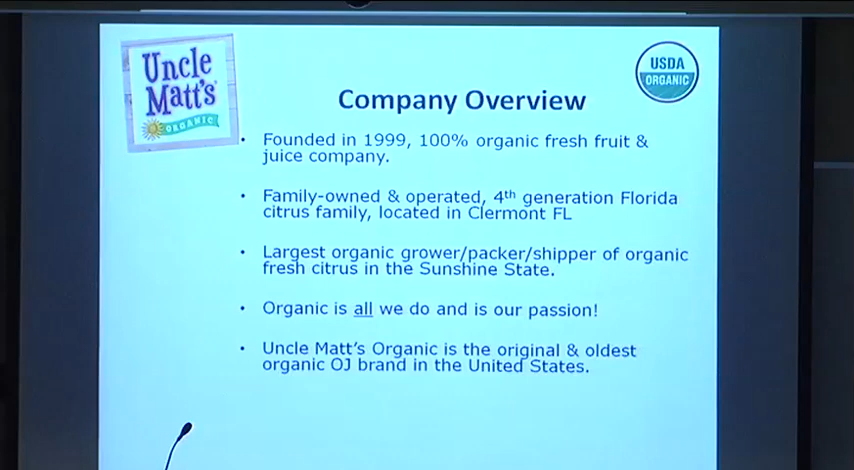 Uncle
Matt's
ORGANIC
USDA
ORGANIC
Company Overview
• Founded in 1999, 100% organic fresh fruit &
juice company.
• Family-owned & operated, 4th generation Florida
citrus family, located in Clermont FL
• Largest organic grower/packer/shipper of organic
fresh citrus in the Sunshine State.
• Organic is all we do and is our passion!
• Uncle Matt's Organic is the original & oldest
organic OJ brand in the United States.